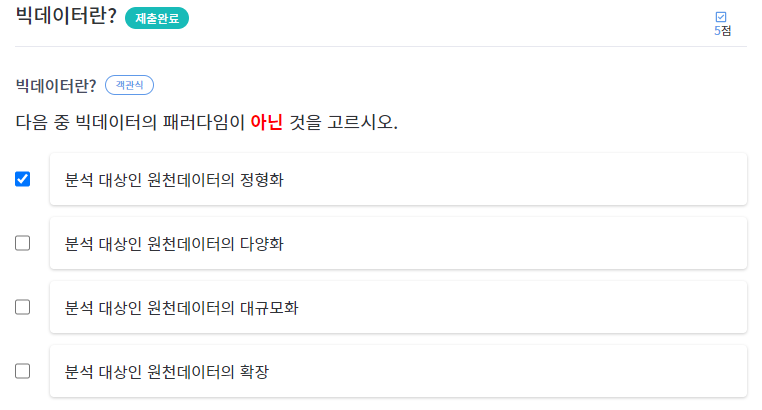 빅데이터란? 제출완료
5점
빅데이터란? 객관식
다음 중 빅데이터의 패러다임이 아닌 것을 고르시오.
분석 대상인 원천데이터의 정형화
분석 대상인 원천데이터의 다양화
분석 대상인 원천데이터의 대규모화
분석 대상인 원천데이터의 확장